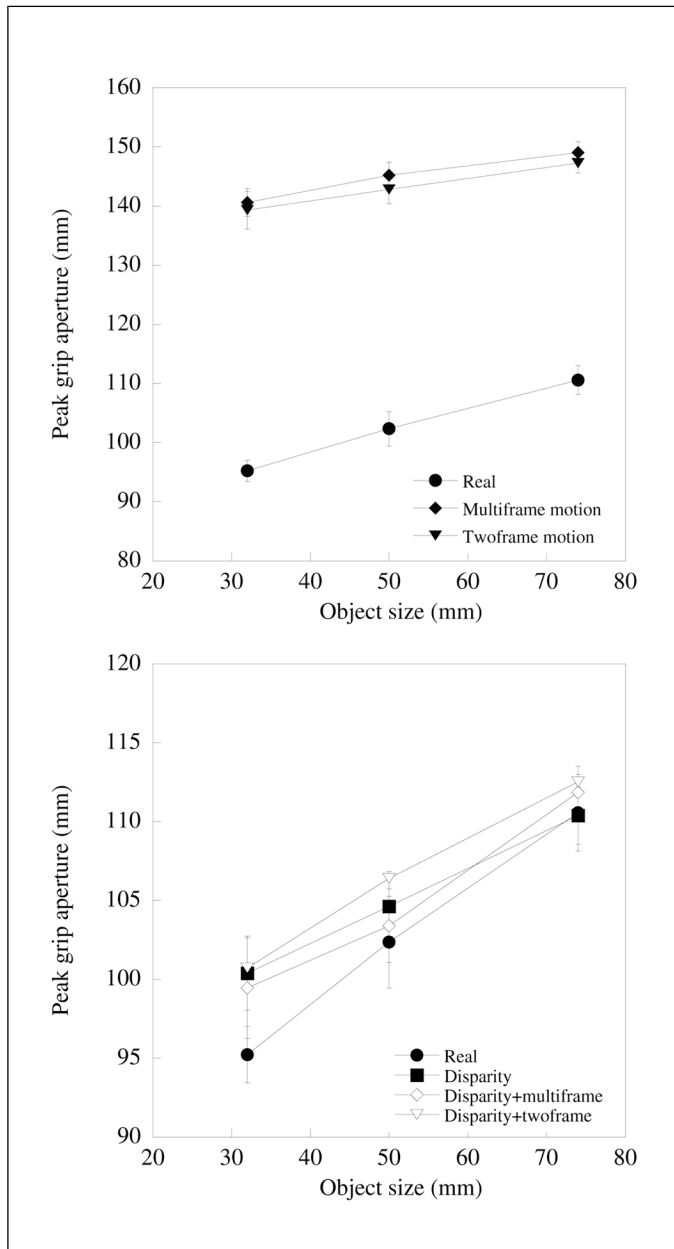 160
150
140
130
120
110
100
90
80
Peak grip aperture (mm)
Real
Multiframe motion
Twoframe motion
20 30 40 50 60 70 80
Object size (mm)
120
115
110
105
100
95
90
Peak grip aperture (mm)
Real
Disparity
Disparity+multiframe
Disparity+twoframe
20 30 40 50 60 70 80
Object size (mm)